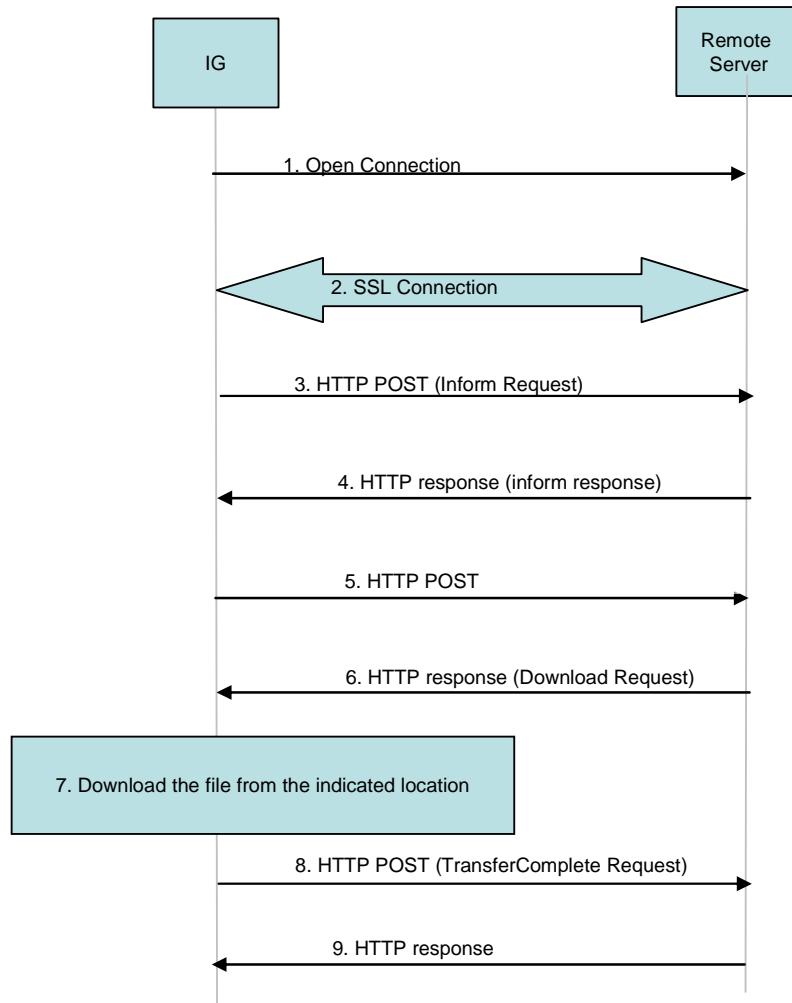 IG
Remote
Server
1. Open Connection
2. SSL Connection
3. HTTP POST (Inform Request)
4. HTTP response (inform response)
5. HTTP POST
6. HTTP response (Download Request)
7. Download the file from the indicated location
8. HTTP POST (TransferComplete Request)
9. HTTP response